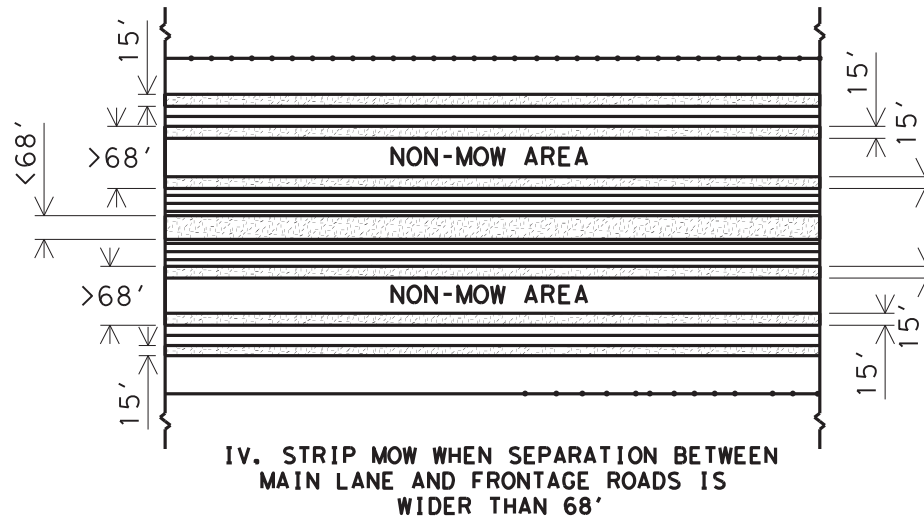 15'
15'
15'
>68'
<68'
NON-MOW AREA
NON-MOW AREA
>68'
15'
15'
15'
IV. STRIP MOW WHEN SEPARATION BETWEEN
MAIN LANE AND FRONTAGE ROADS IS
WIDER THAN 68'